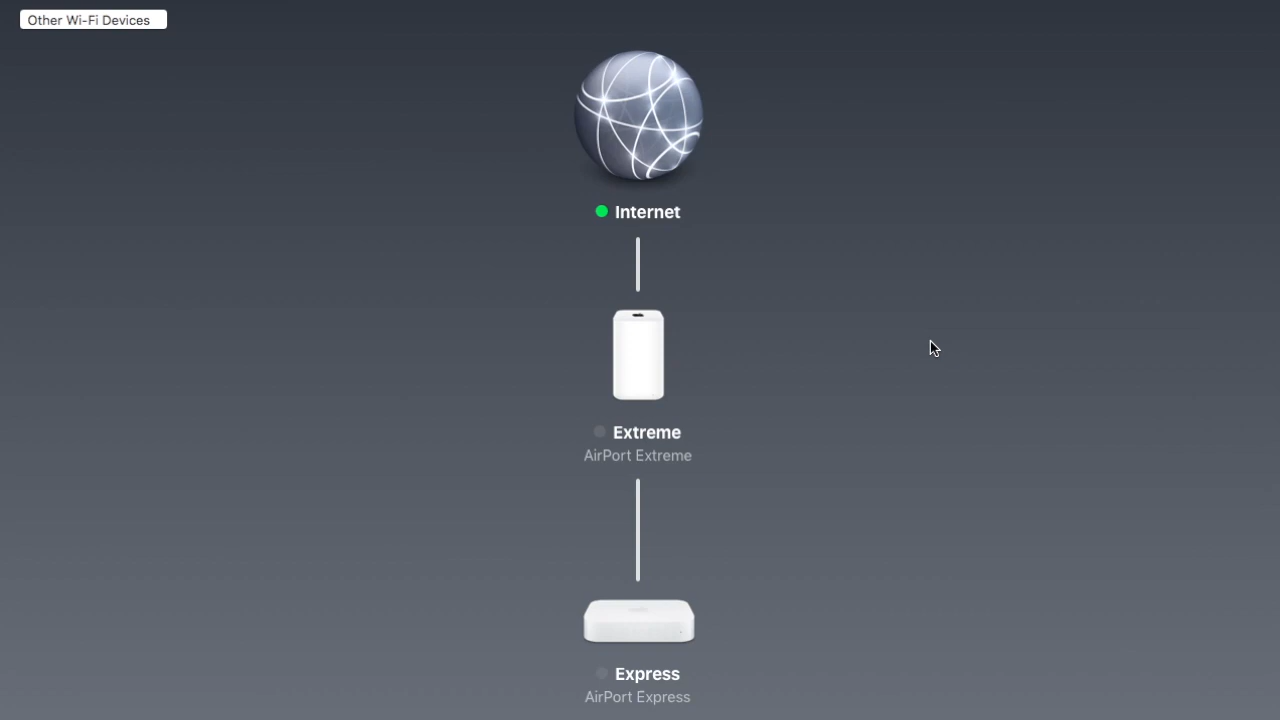 Other Wi-Fi Devices
Internet
Extreme
AirPort Extreme
Express
AirPort Express